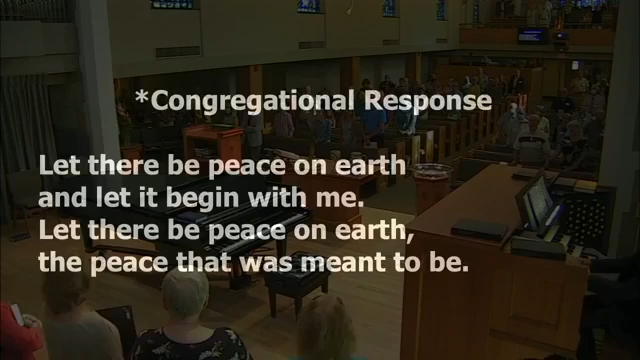 *Congregational Response
Let there be peace on earth
and let it begin with me.
Let there be peace on earth,
the peace that was meant to be.